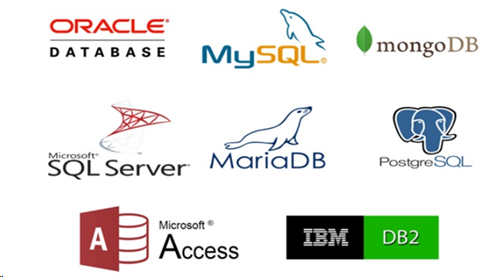 ORACLE
DATABASE
MySQL®
mongoDB
Microsoft®
SQL Server®
MariaDB
PostgreSQL
A
Microsoft ®
Access
IBM
DB2